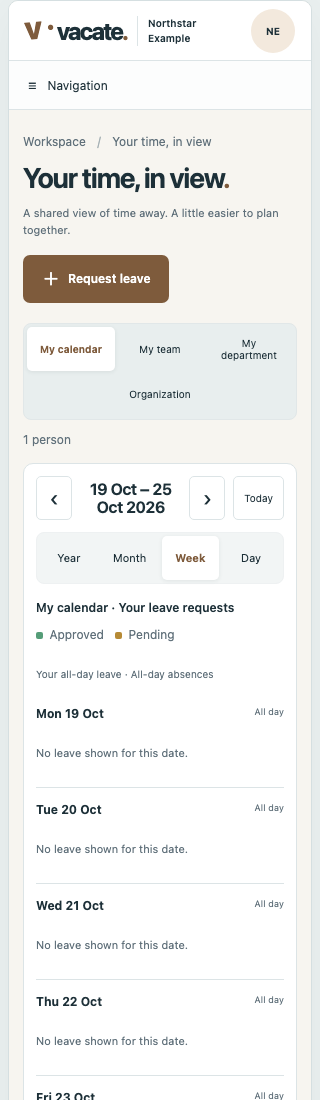 vacate.
Northstar
Example
NE
≡ Navigation
Workspace / Your time, in view
Your time, in view.
A shared view of time away. A little easier to plan
together.
+ Request leave
My calendar
My team
My
department
Organization
1 person
‹
19 Oct – 25
Oct 2026
›
Today
Year
Month
Week
Day
My calendar · Your leave requests
Approved
Pending
Your all-day leave · All-day absences
Mon 19 Oct
All day
No leave shown for this date.
Tue 20 Oct
All day
No leave shown for this date.
Wed 21 Oct
All day
No leave shown for this date.
Thu 22 Oct
All day
No leave shown for this date.
Fri 23 Oct
All day